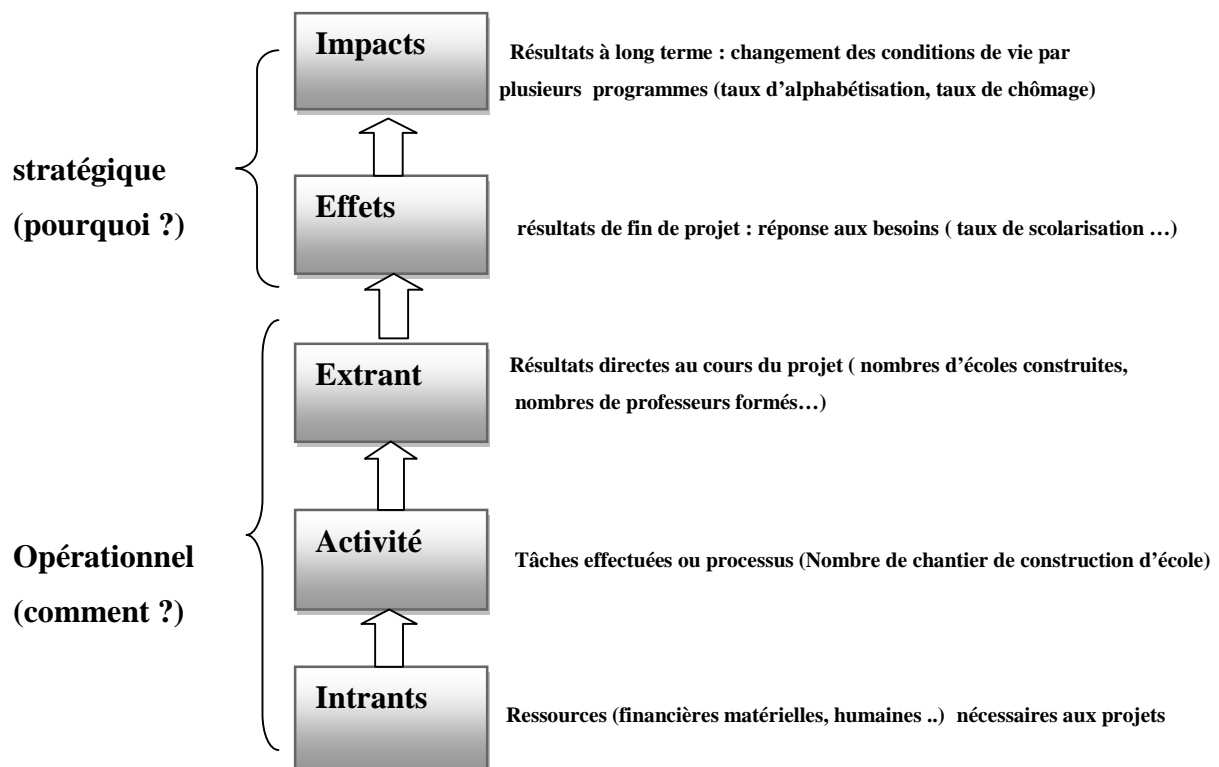 Impacts
Résultats à long terme : changement des conditions de vie par
plusieurs programmes (taux d’alphabétisation, taux de chômage)
stratégique
(pourquoi ?)
Effets
résultats de fin de projet : réponse aux besoins ( taux de scolarisation …)
Extrant
Résultats directes au cours du projet ( nombres d’écoles construites,
nombres de professeurs formés…)
Opérationnel
(comment ?)
Activité
Tâches effectuées ou processus (Nombre de chantier de construction d’école)
Intrants
Ressources (financières matérielles, humaines ..) nécessaires aux projets